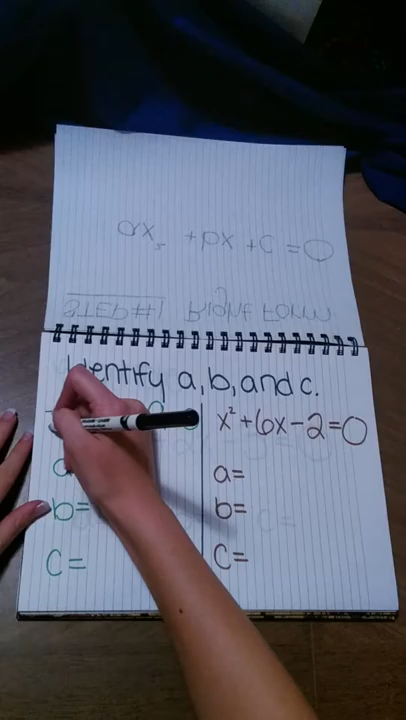 ax² +bx +c =0
STEP #1 Right Form
Identify a, b, and c.
x²+6x-2=0
a= a=
b= b=
c= c=